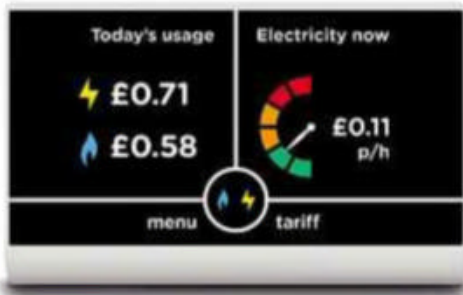 Today's usage
£0.71
£0.58
Electricity now
£0.11
p/h
menu
tariff